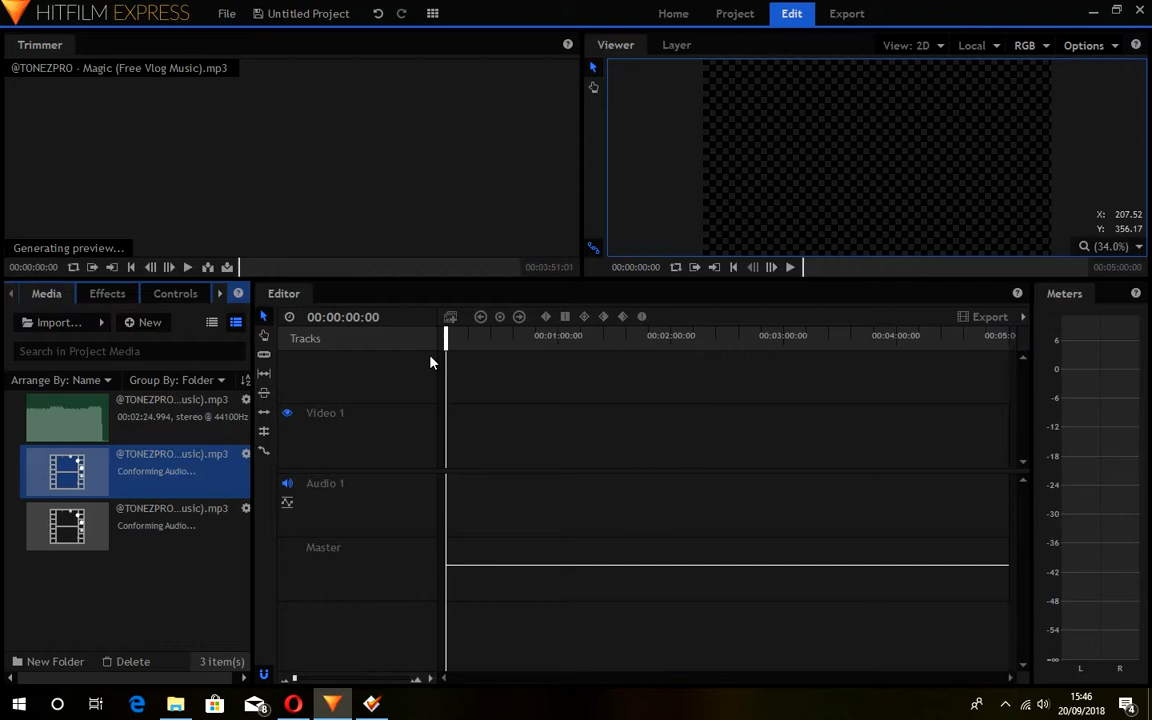 HITFILM EXPRESS File Untitled Project Home Project Edit Export
Trimmer Viewer Layer View: 2D Local RGB Options
@TONEZPRO - Magic (Free Vlog Music).mp3
X: 207.52
Y: 356.17
Generating preview... (34.0%)
00:00:00:00 00:03:51:01 00:00:00:00 00:05:00:00
Media Effects Controls Editor Meters
Import... New 00:00:00:00 Export
Search in Project Media Tracks 00:01:00:00 00:02:00:00 00:03:00:00 00:04:00:00 00:05:0
Arrange By: Name Group By: Folder
@TONEZPRO...usic).mp3
00:02:24.994, stereo @ 44100Hz
Video 1
@TONEZPRO...usic).mp3
Conforming Audio...
Audio 1
@TONEZPRO...usic).mp3
Conforming Audio...
Master
6
0
-6
-12
-18
-24
-30
-36
-42
-48
-54
-∞
L R
New Folder Delete 3 item(s)
8
15:46
20/09/2018
4